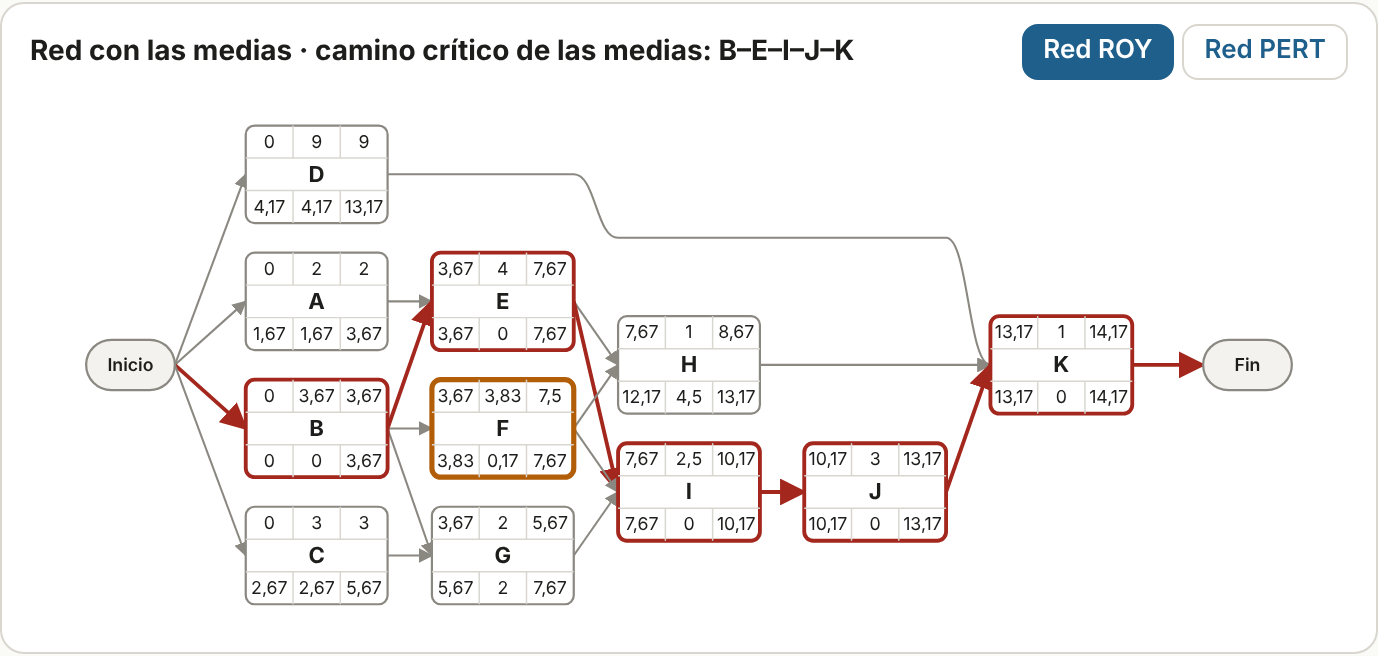 Red con las medias · camino crítico de las medias: B–E–I–J–K
Red ROY
Red PERT
0 9 9
D
4,17 4,17 13,17
0 2 2
A
1,67 1,67 3,67
3,67 4 7,67
E
3,67 0 7,67
7,67 1 8,67
H
12,17 4,5 13,17
13,17 1 14,17
K
13,17 0 14,17
Inicio
Fin
0 3,67 3,67
B
0 0 3,67
3,67 3,83 7,5
F
3,83 0,17 7,67
7,67 2,5 10,17
I
7,67 0 10,17
10,17 3 13,17
J
10,17 0 13,17
0 3 3
C
2,67 2,67 5,67
3,67 2 5,67
G
5,67 2 7,67